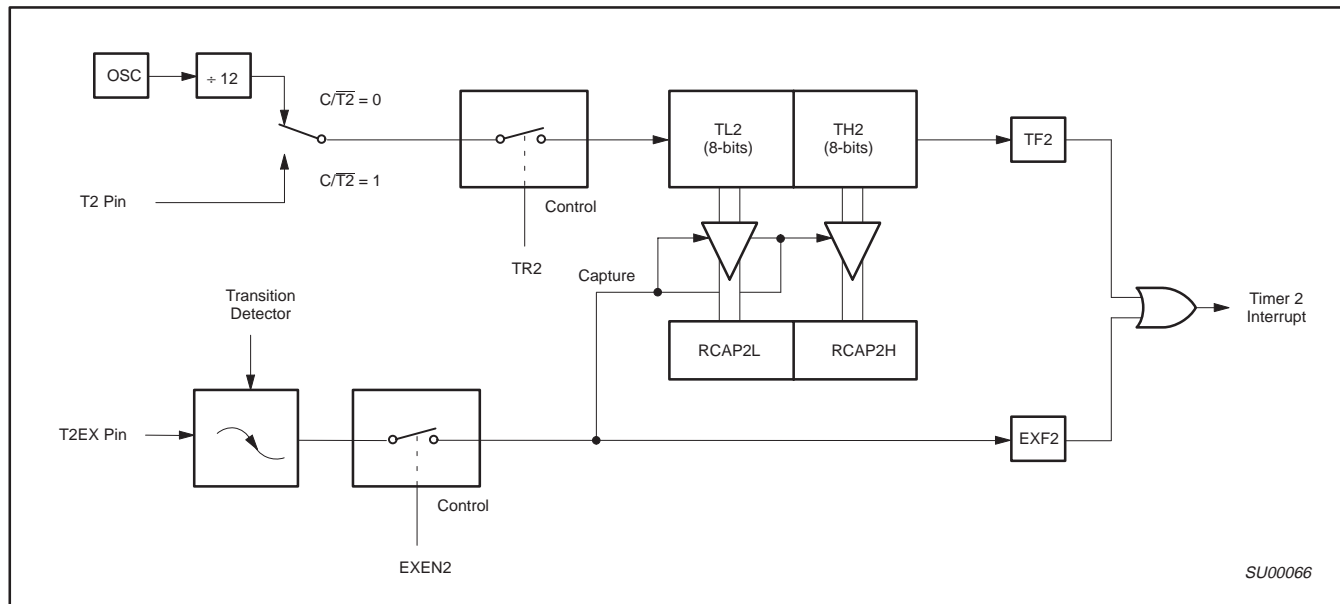 OSC
÷ 12
C/T2̅ = 0
TL2
(8-bits)
TH2
(8-bits)
TF2
C/T2̅ = 1
T2 Pin
Control
TR2
Capture
Transition
Detector
Timer 2
Interrupt
RCAP2L
RCAP2H
T2EX Pin
EXF2
Control
EXEN2
SU00066